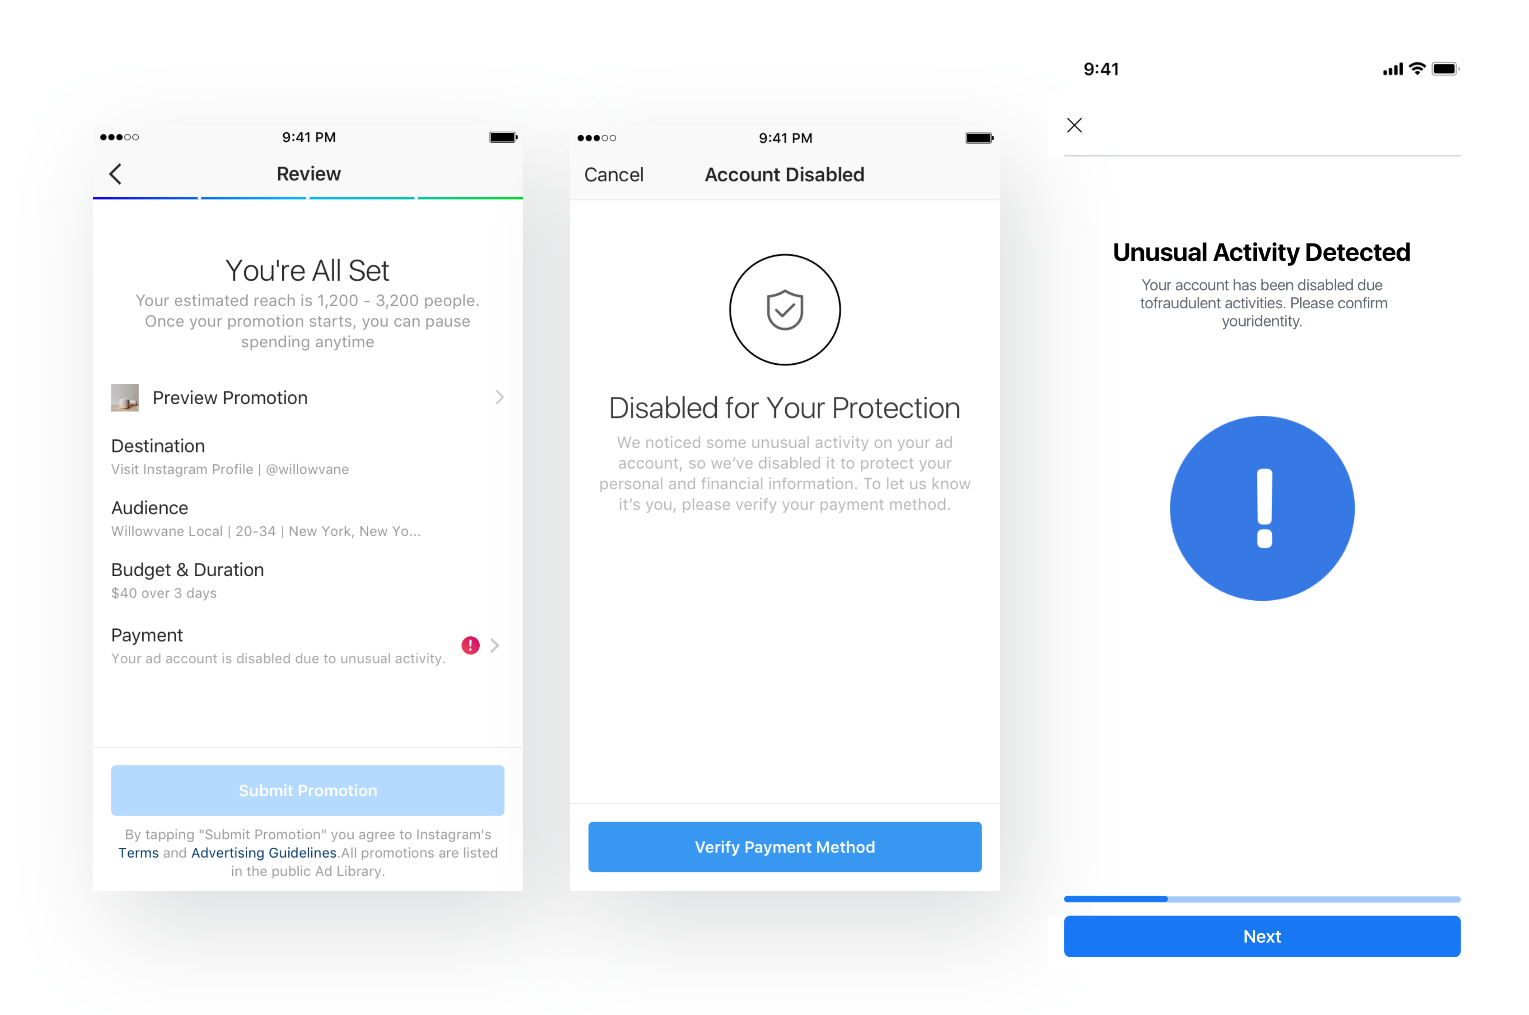 9:41 PM
Review
You're All Set
Your estimated reach is 1,200 - 3,200 people.
Once your promotion starts, you can pause
spending anytime
Preview Promotion
Destination
Visit Instagram Profile | @willowvane
Audience
Willowvane Local | 20-34 | New York, New Yo...
Budget & Duration
$40 over 3 days
Payment
Your ad account is disabled due to unusual activity.
Submit Promotion
By tapping "Submit Promotion" you agree to Instagram's
Terms and Advertising Guidelines.All promotions are listed
in the public Ad Library.
9:41 PM
Cancel
Account Disabled
Disabled for Your Protection
We noticed some unusual activity on your ad
account, so we’ve disabled it to protect your
personal and financial information. To let us know
it’s you, please verify your payment method.
Verify Payment Method
9:41
Unusual Activity Detected
Your account has been disabled due
tofraudulent activities. Please confirm
youridentity.
Next